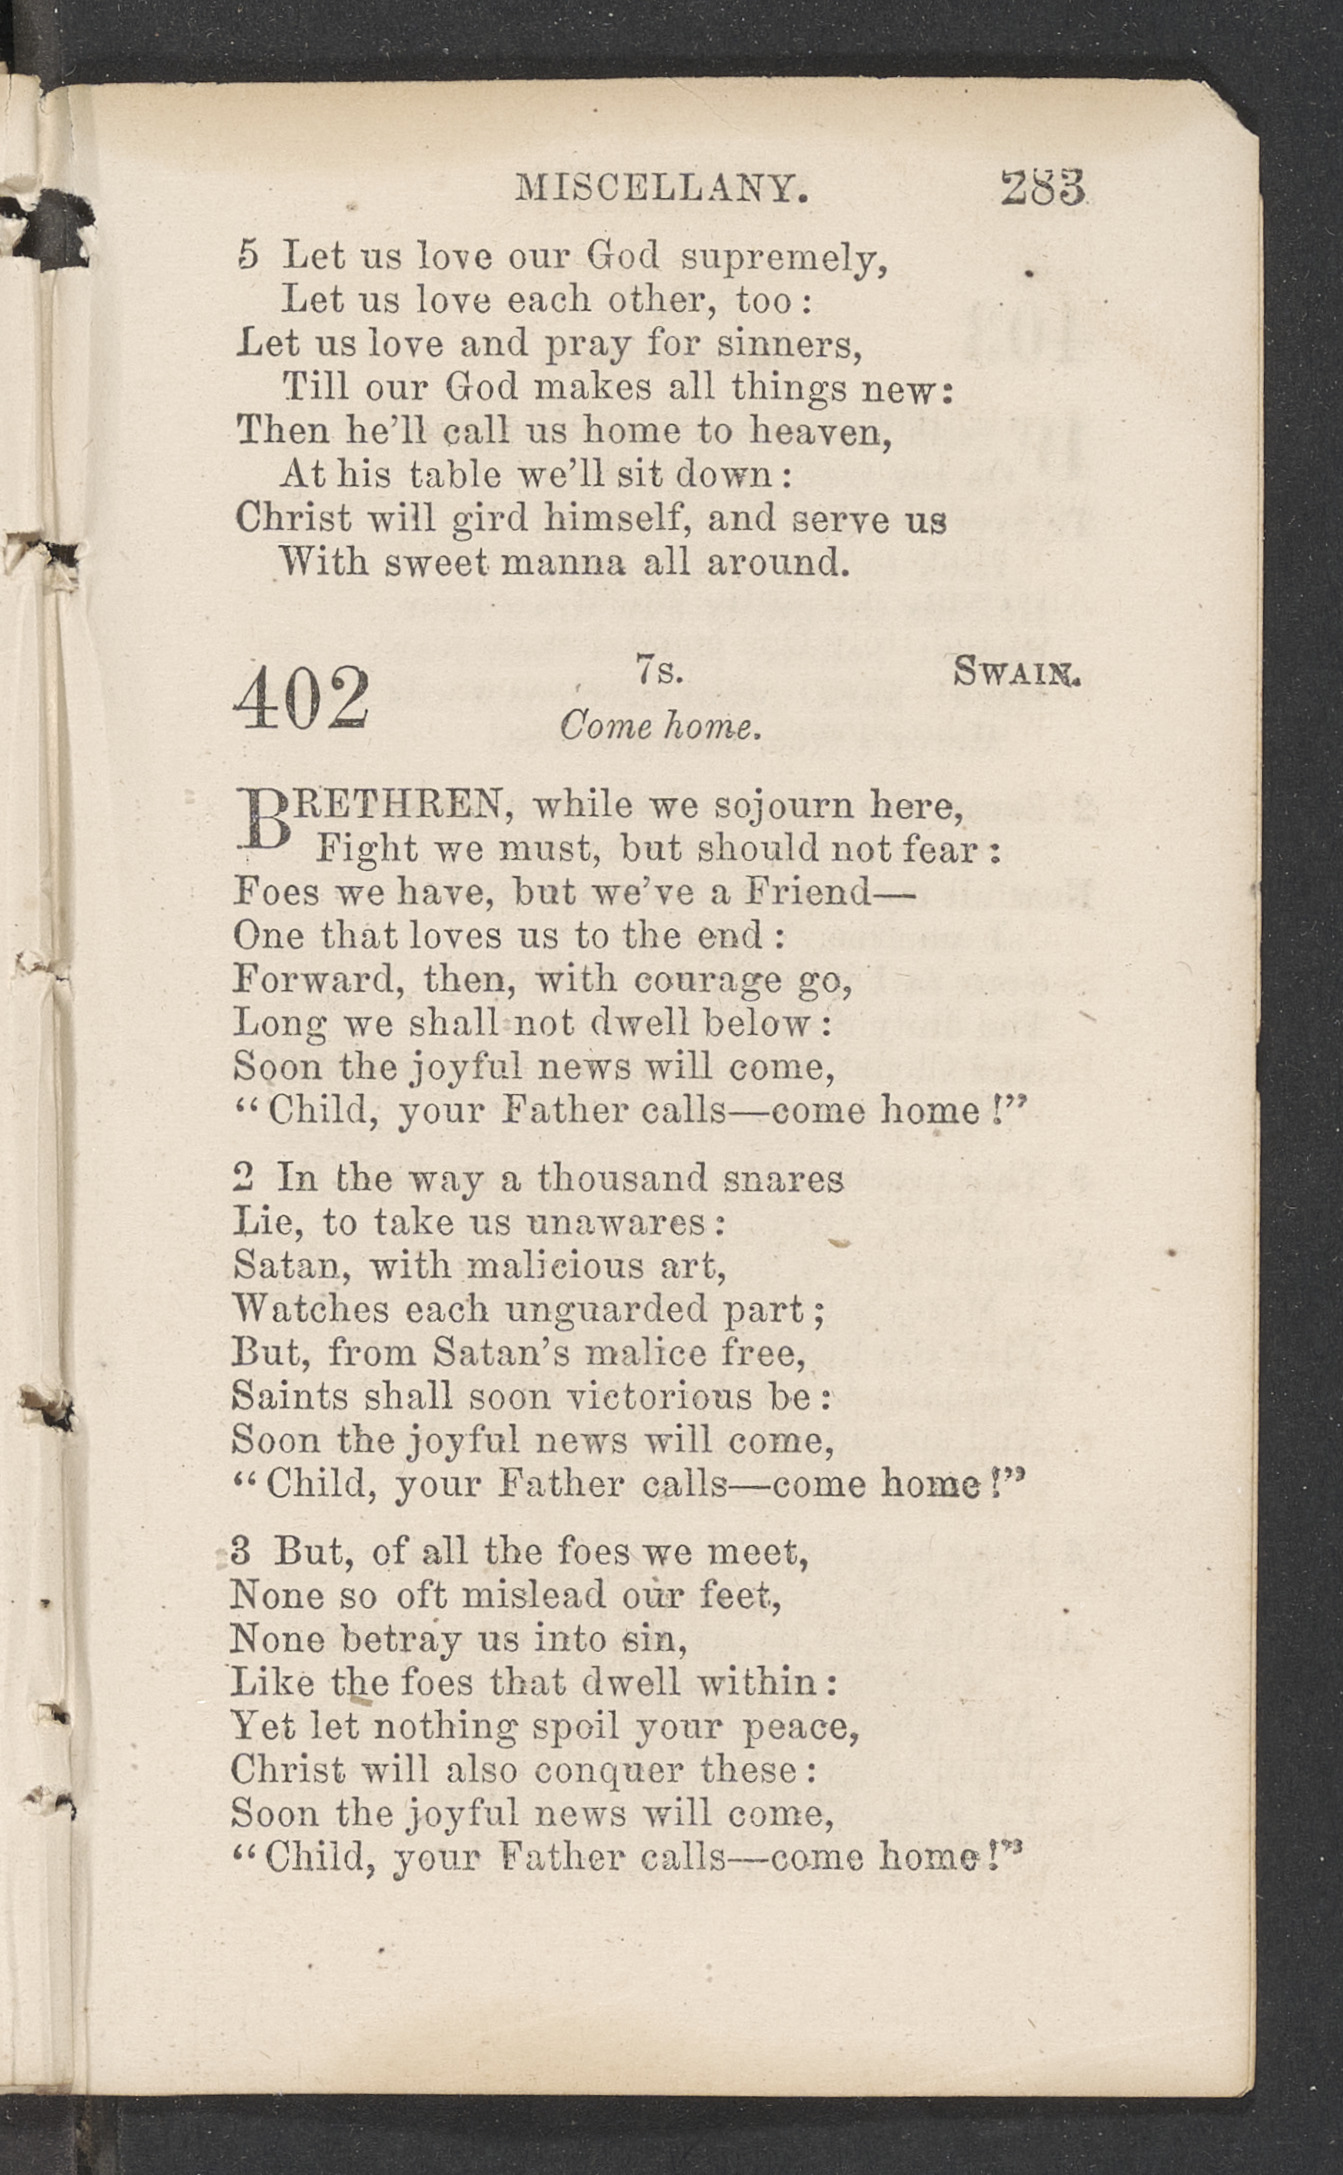 MISCELLANY. 283
5 Let us love our God supremely,
Let us love each other, too:
Let us love and pray for sinners,
Till our God makes all things new:
Then he'll call us home to heaven,
At his table we'll sit down:
Christ will gird himself, and serve us
With sweet manna all around.
402 7s. SWAIN.
Come home.
BRETHREN, while we sojourn here,
Fight we must, but should not fear:
Foes we have, but we've a Friend—
One that loves us to the end:
Forward, then, with courage go,
Long we shall not dwell below:
Soon the joyful news will come,
"Child, your Father calls—come home!"
2 In the way a thousand snares
Lie, to take us unawares:
Satan, with malicious art,
Watches each unguarded part;
But, from Satan's malice free,
Saints shall soon victorious be:
Soon the joyful news will come,
"Child, your Father calls—come home!"
3 But, of all the foes we meet,
None so oft mislead our feet,
None betray us into sin,
Like the foes that dwell within:
Yet let nothing spoil your peace,
Christ will also conquer these:
Soon the joyful news will come,
"Child, your Father calls—come home!"